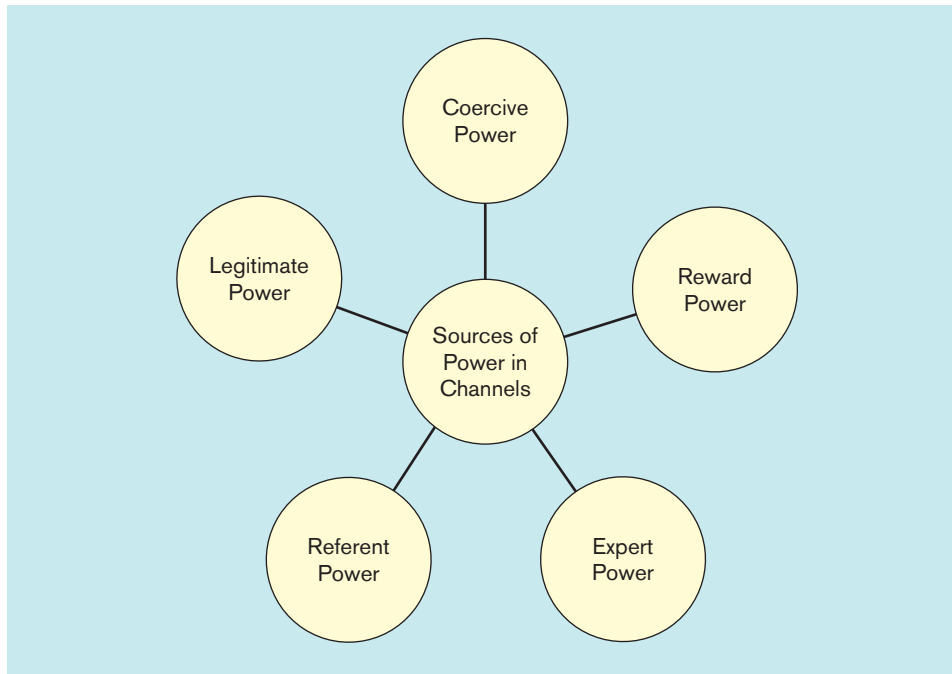 Coercive
Power
Legitimate
Power
Reward
Power
Sources of
Power in
Channels
Referent
Power
Expert
Power